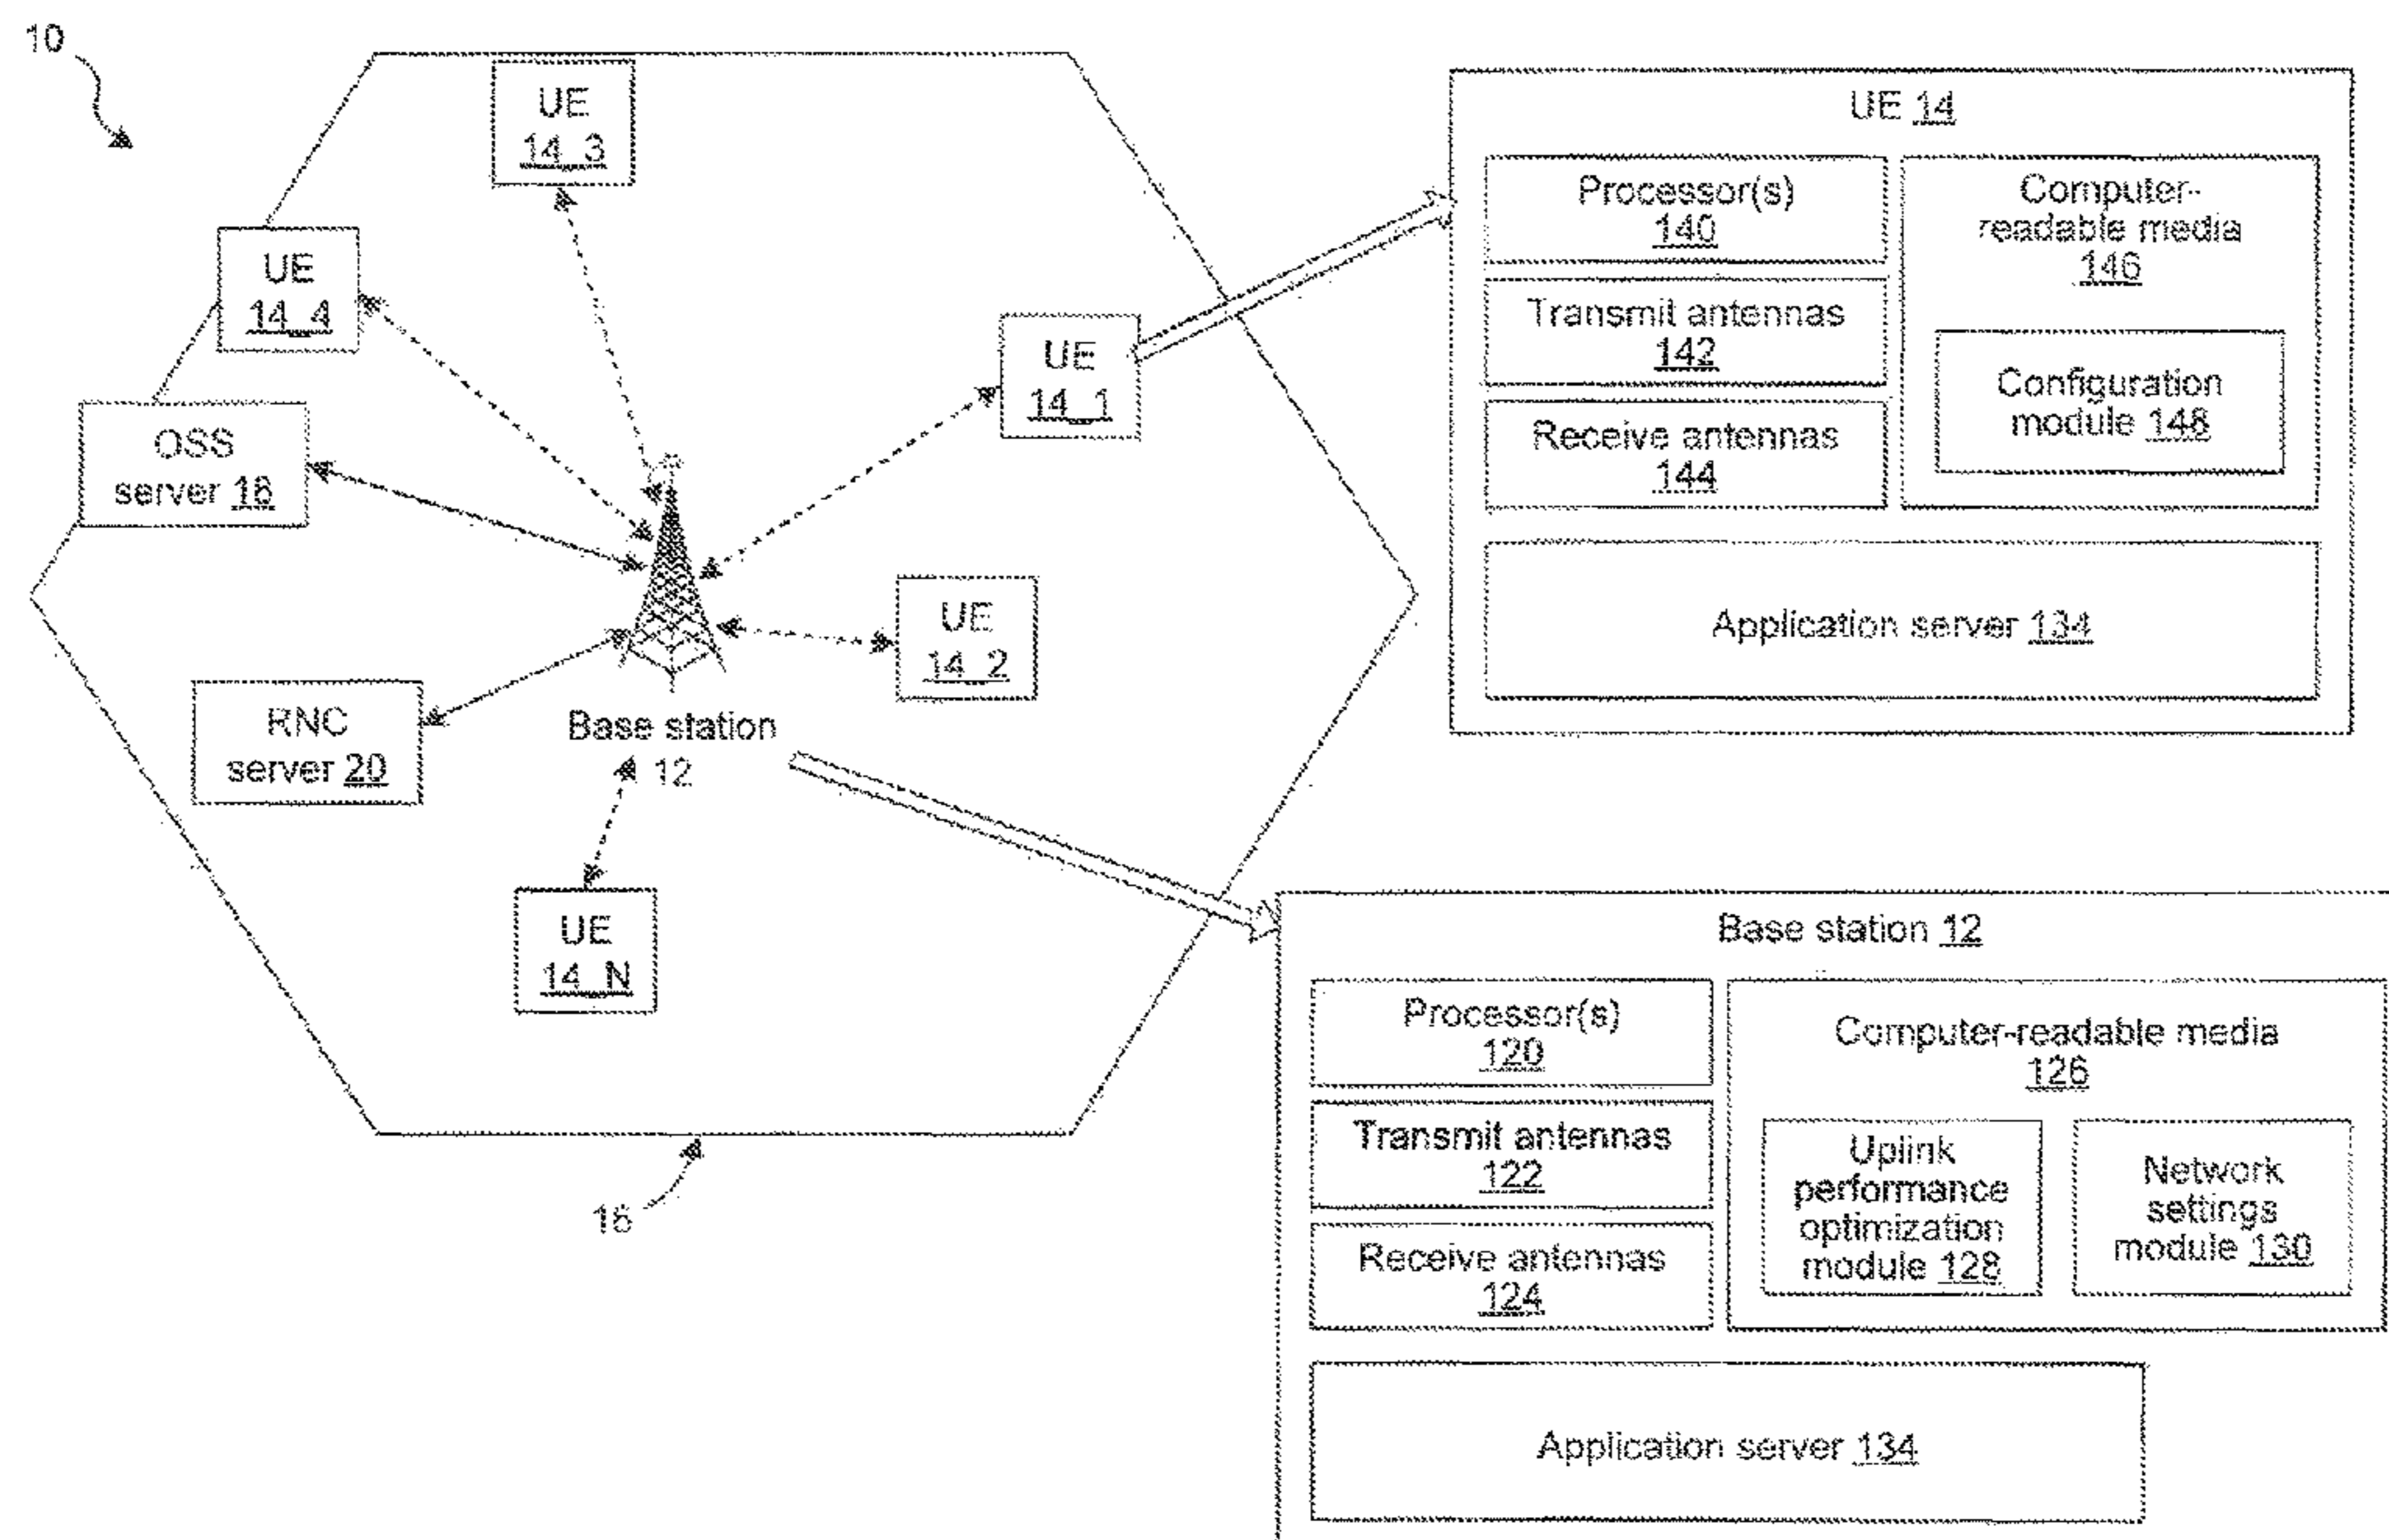 10
UE
14_3
UE
14_4
OSS
server 18
UE
14_1
UE
14_2
RNC
server 20
Base station
12
UE
14_N
16
UE 14
Processor(s)
140
Transmit antennas
142
Receive antennas
144
Computer-
readable media
146
Configuration
module 148
Application server 134
Base station 12
Processor(s)
120
Transmit antennas
122
Receive antennas
124
Computer-readable media
126
Uplink
performance
optimization
module 128
Network
settings
module 130
Application server 134